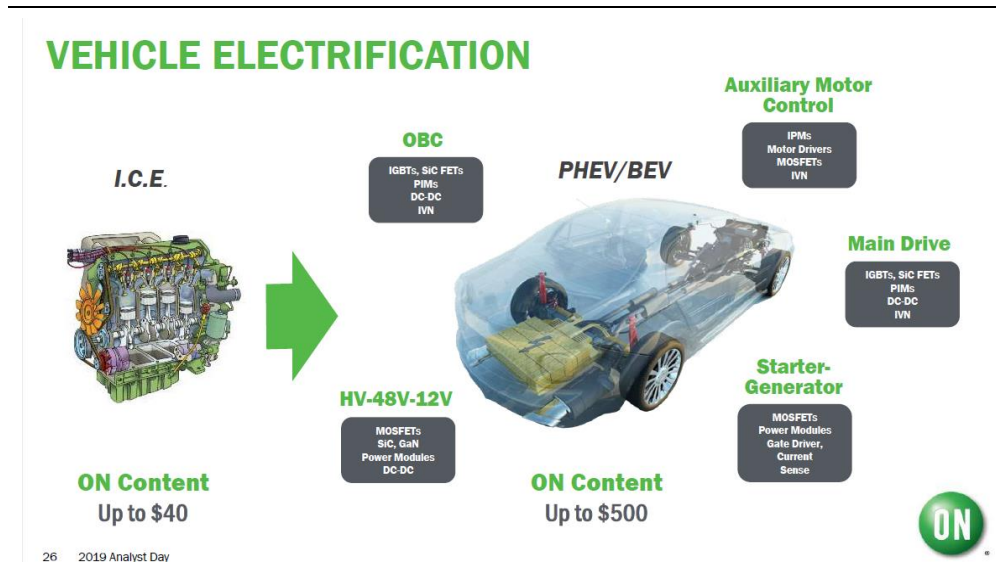 VEHICLE ELECTRIFICATION
I.C.E.
ON Content
Up to $40
OBC
IGBTs, SiC FETs
PIMs
DC-DC
IVN
HV-48V-12V
MOSFETs
SiC, GaN
Power Modules
DC-DC
PHEV/BEV
ON Content
Up to $500
Auxiliary Motor
Control
IPMs
Motor Drivers
MOSFETs
IVN
Main Drive
IGBTs, SiC FETs
PIMs
DC-DC
IVN
Starter-
Generator
MOSFETs
Power Modules
Gate Driver,
Current
Sense
ON
®
26 2019 Analyst Day